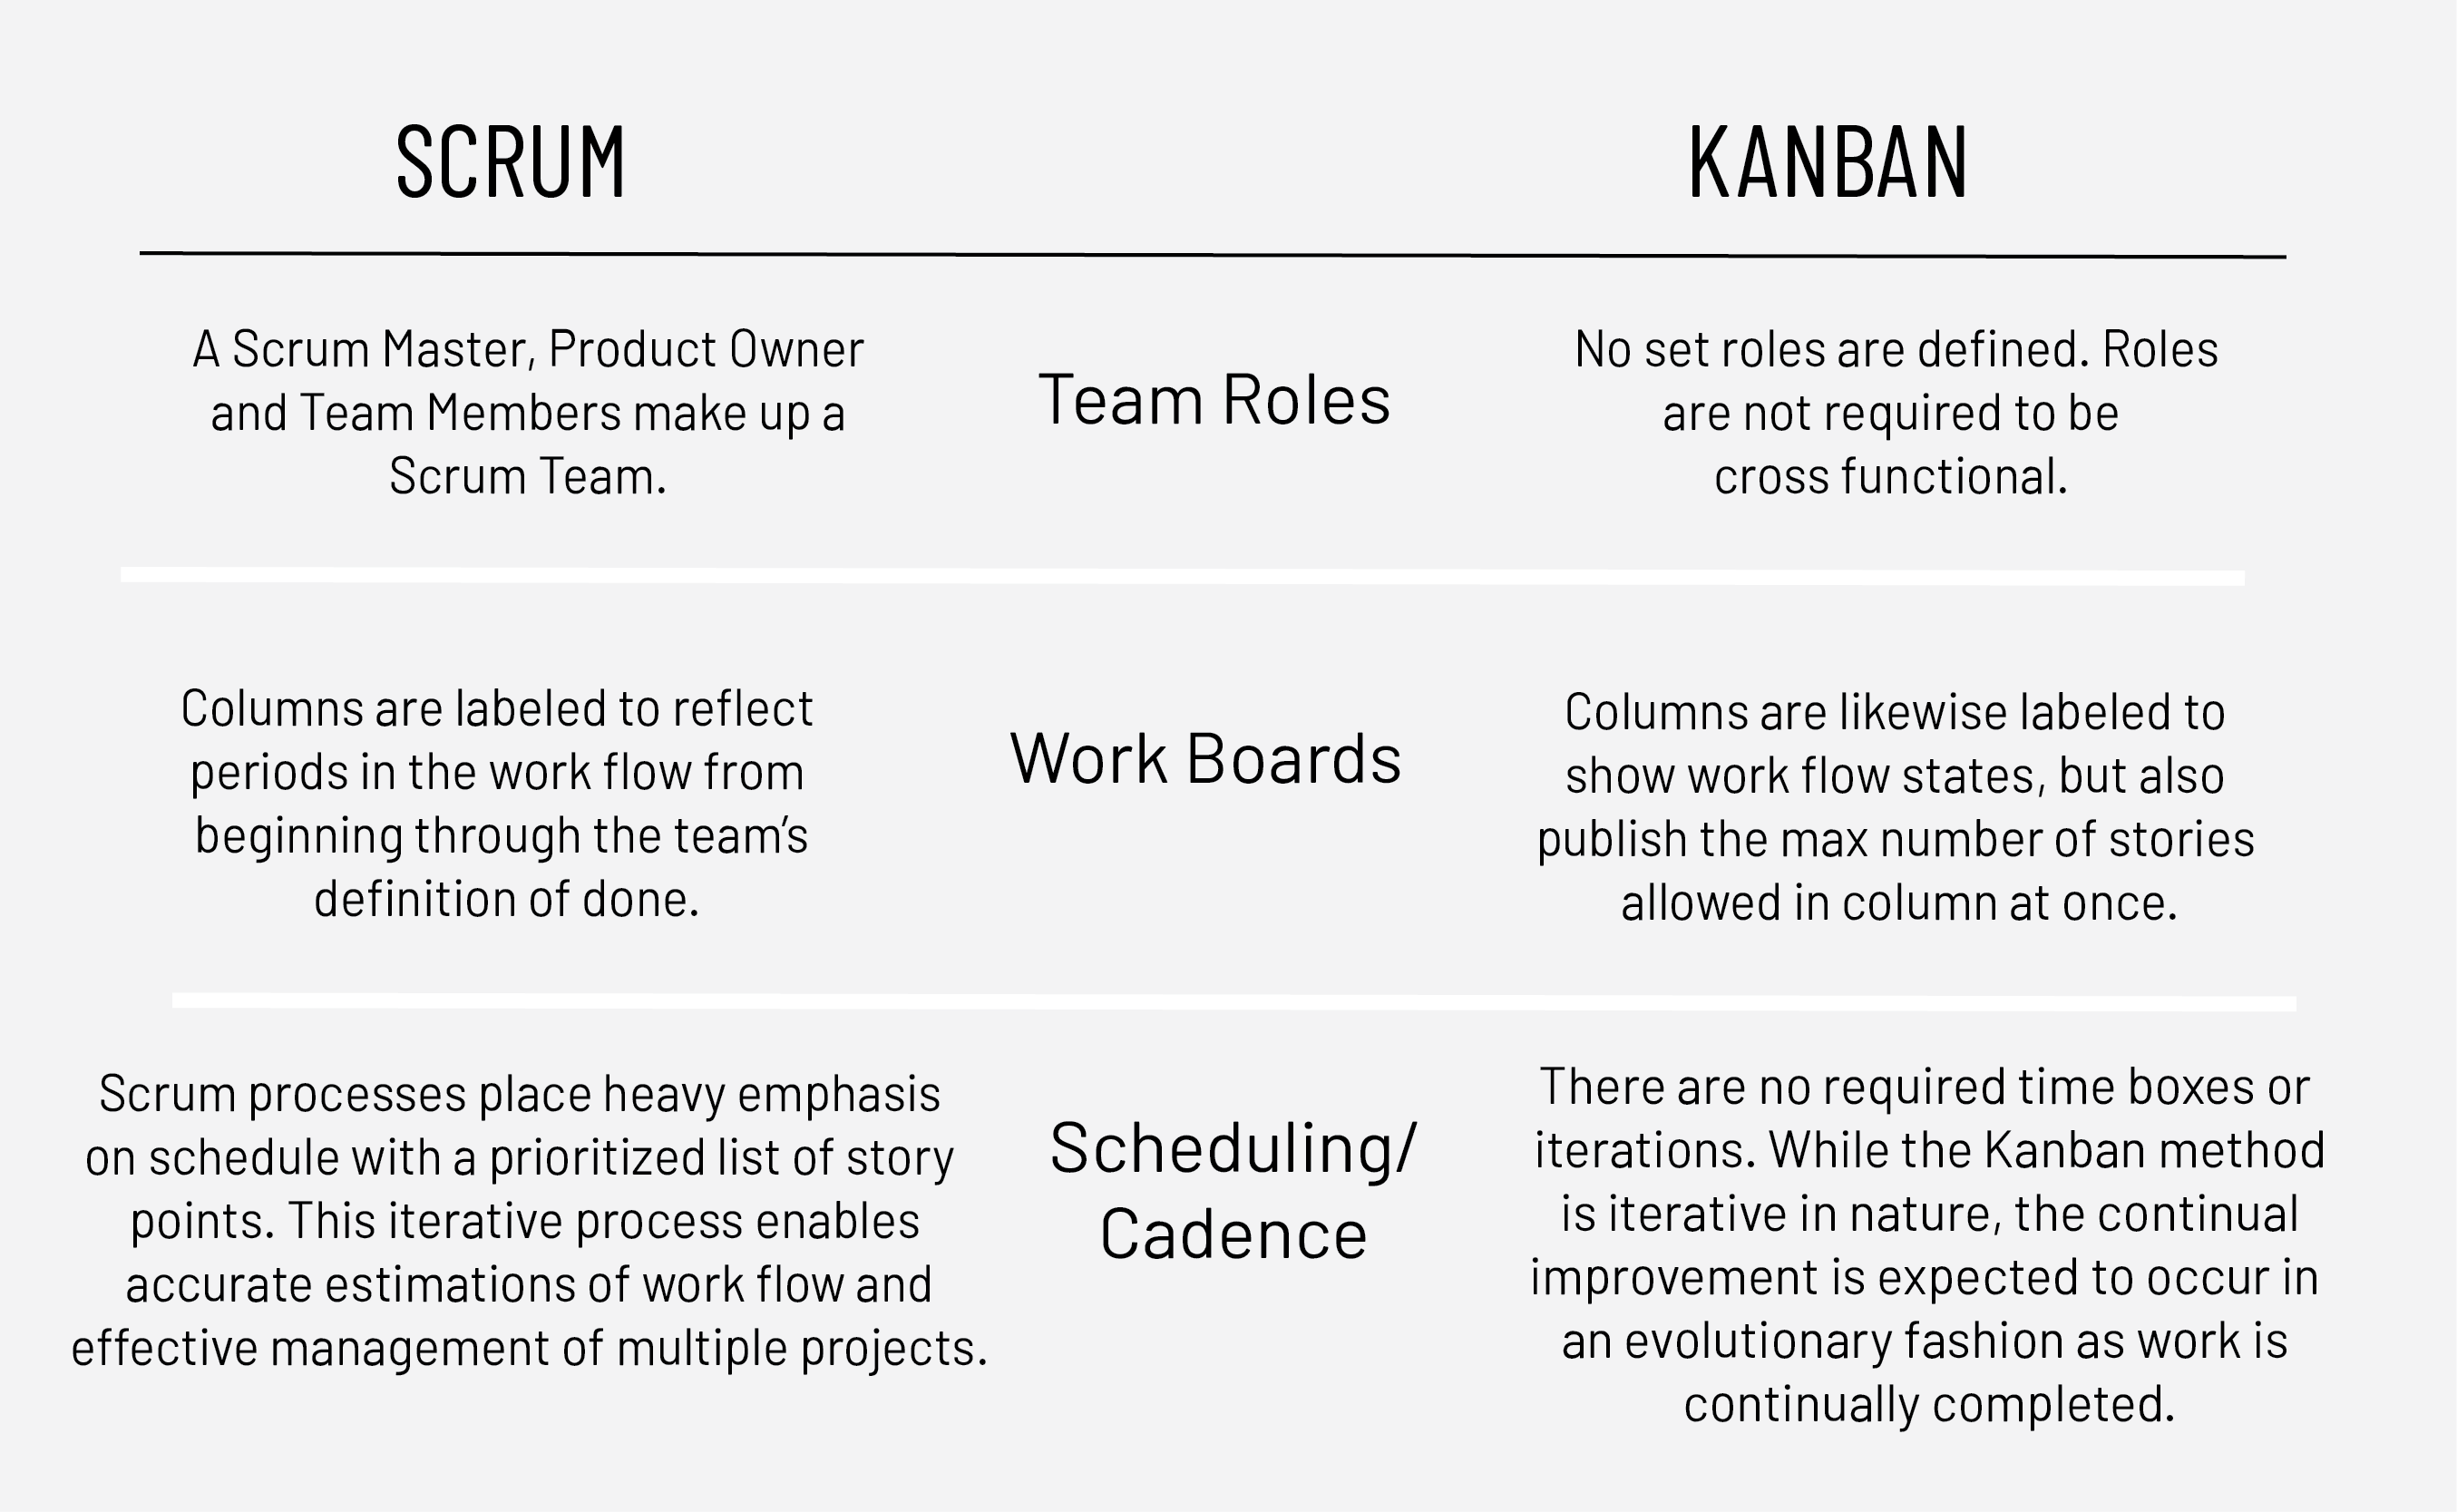 SCRUM
KANBAN
A Scrum Master, Product Owner
and Team Members make up a
Scrum Team.
Team Roles
No set roles are defined. Roles
are not required to be
cross functional.
Columns are labeled to reflect
periods in the work flow from
beginning through the team’s
definition of done.
Work Boards
Columns are likewise labeled to
show work flow states, but also
publish the max number of stories
allowed in column at once.
Scrum processes place heavy emphasis
on schedule with a prioritized list of story
points. This iterative process enables
accurate estimations of work flow and
effective management of multiple projects.
Scheduling/
Cadence
There are no required time boxes or
iterations. While the Kanban method
is iterative in nature, the continual
improvement is expected to occur in
an evolutionary fashion as work is
continually completed.